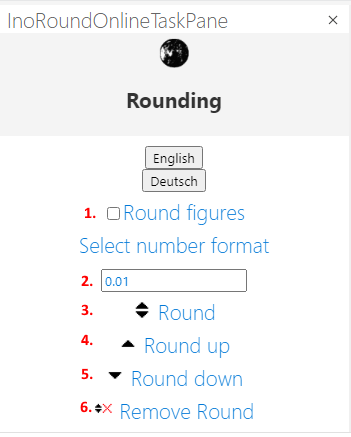 InoRoundOnlineTaskPane
Rounding
English
Deutsch
1. Round figures
Select number format
2. 0.01
3. Round
4. Round up
5. Round down
6. Remove Round